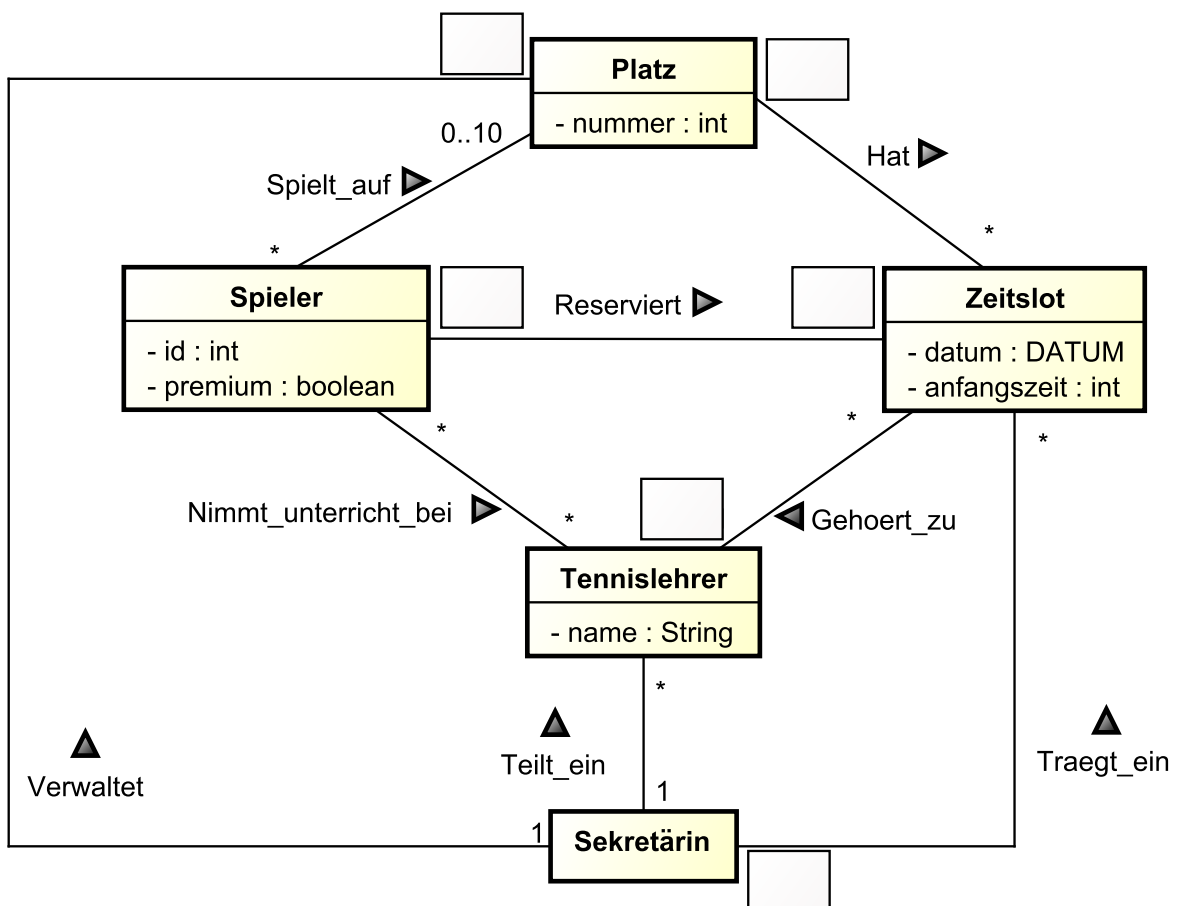 Platz
- nummer : int
0..10
Hat
Spielt_auf
*
*
Spieler
- id : int
- premium : boolean
Reserviert
Zeitslot
- datum : DATUM
- anfangszeit : int
*
*
*
Nimmt_unterricht_bei
*
Gehoert_zu
Tennislehrer
- name : String
*
Verwaltet
Teilt_ein
Traegt_ein
1
1
Sekretärin